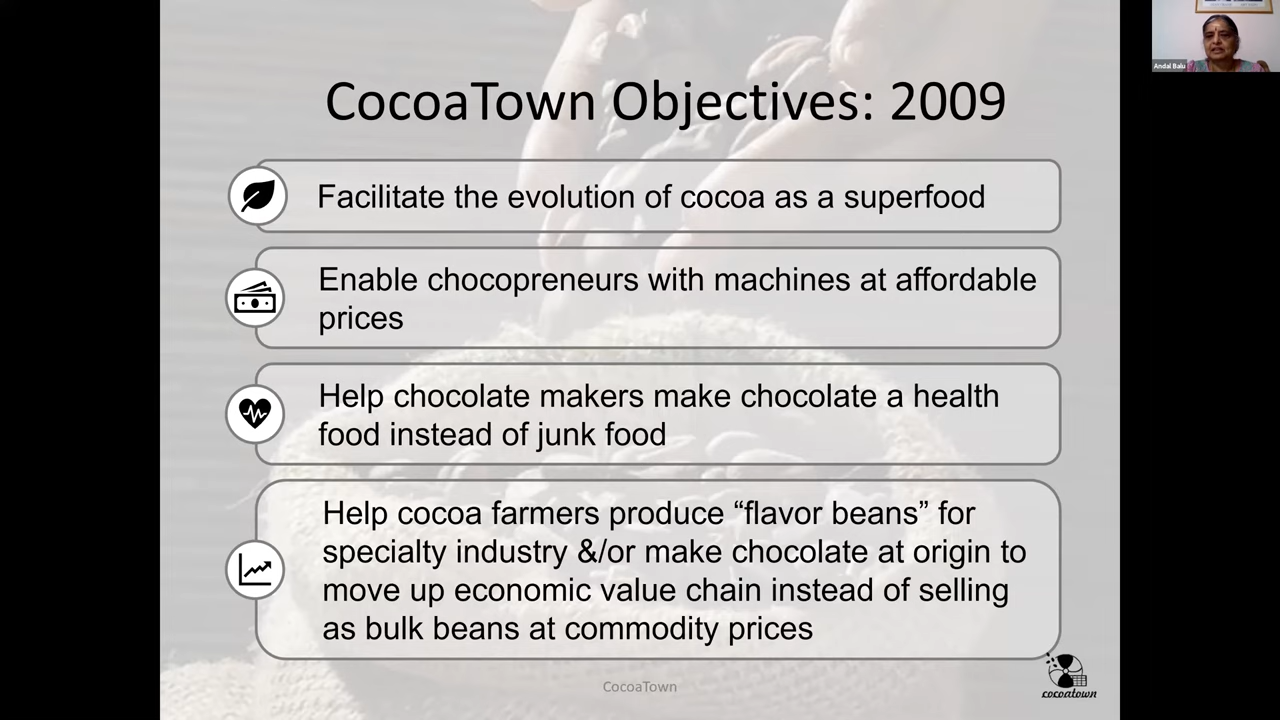 CocoaTown Objectives: 2009
Andal Balu
Facilitate the evolution of cocoa as a superfood
Enable chocopreneurs with machines at affordable
prices
Help chocolate makers make chocolate a health
food instead of junk food
Help cocoa farmers produce “flavor beans” for
specialty industry &/or make chocolate at origin to
move up economic value chain instead of selling
as bulk beans at commodity prices
CocoaTown
cocoatown